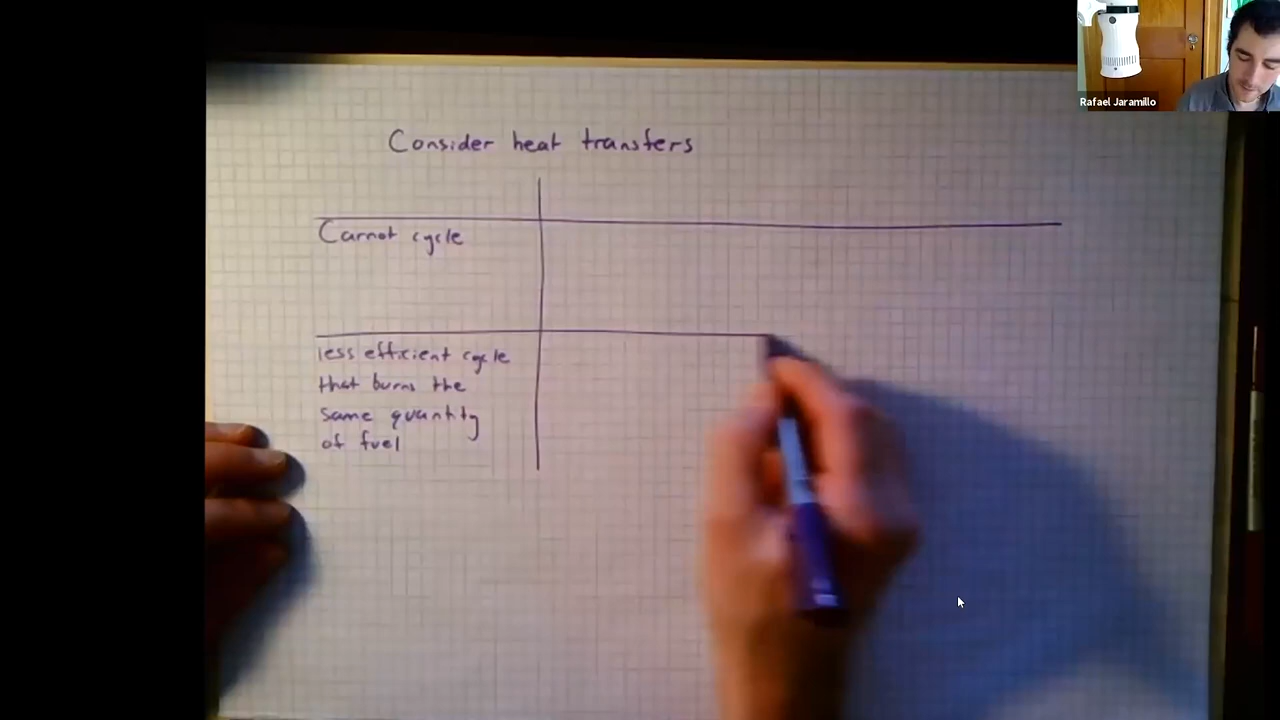 Rafael Jaramillo
Consider heat transfers
Carnot cycle
less efficient cycle
that burns the
same quantity
of fuel